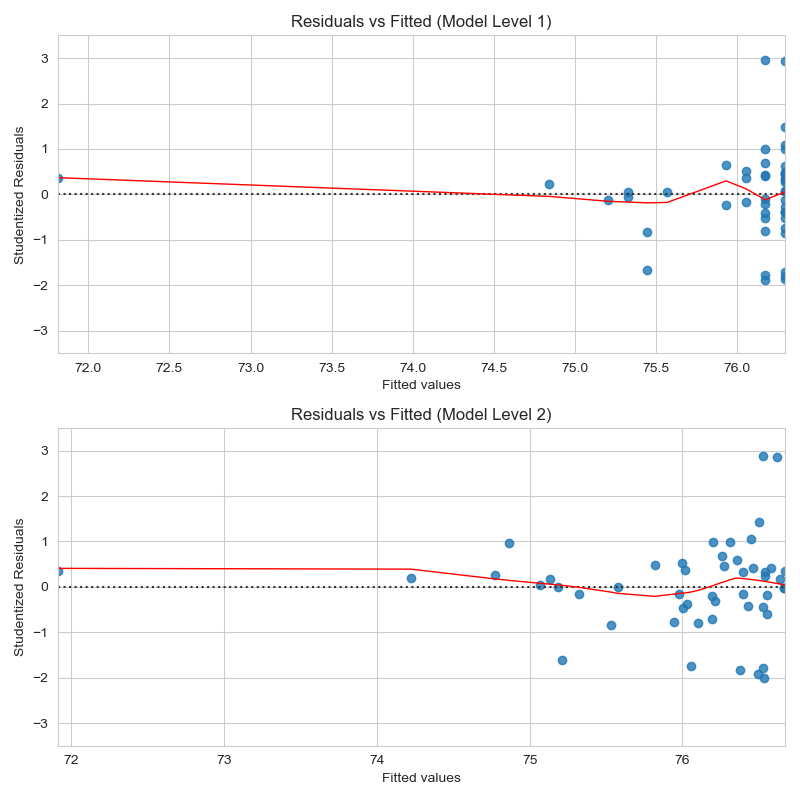 Residuals vs Fitted (Model Level 1)
3
2
1
0
−1
−2
−3
Studentized Residuals
72.0 72.5 73.0 73.5 74.0 74.5 75.0 75.5 76.0
Fitted values
Residuals vs Fitted (Model Level 2)
3
2
1
0
−1
−2
−3
Studentized Residuals
72 73 74 75 76
Fitted values